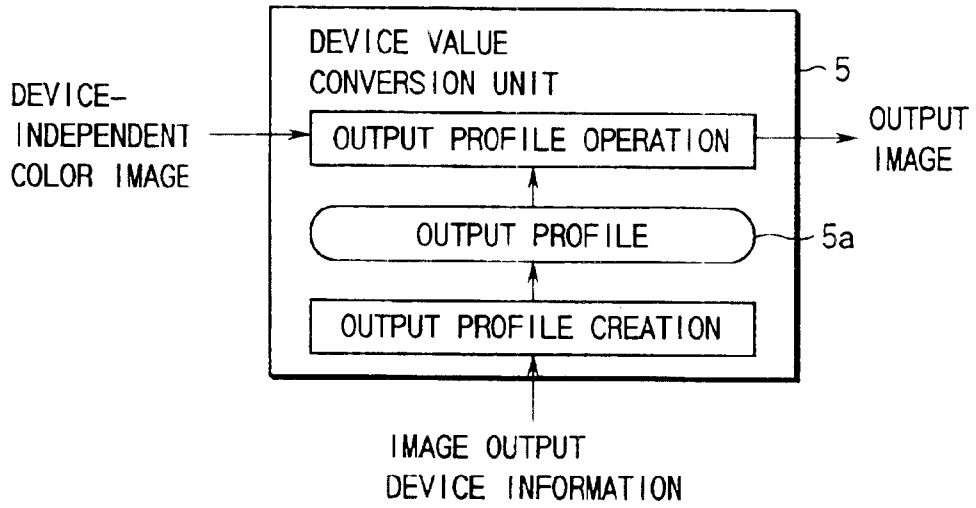 DEVICE VALUE
CONVERSION UNIT
5
DEVICE-
INDEPENDENT
COLOR IMAGE
OUTPUT PROFILE OPERATION
OUTPUT
IMAGE
OUTPUT PROFILE
5a
OUTPUT PROFILE CREATION
IMAGE OUTPUT
DEVICE INFORMATION